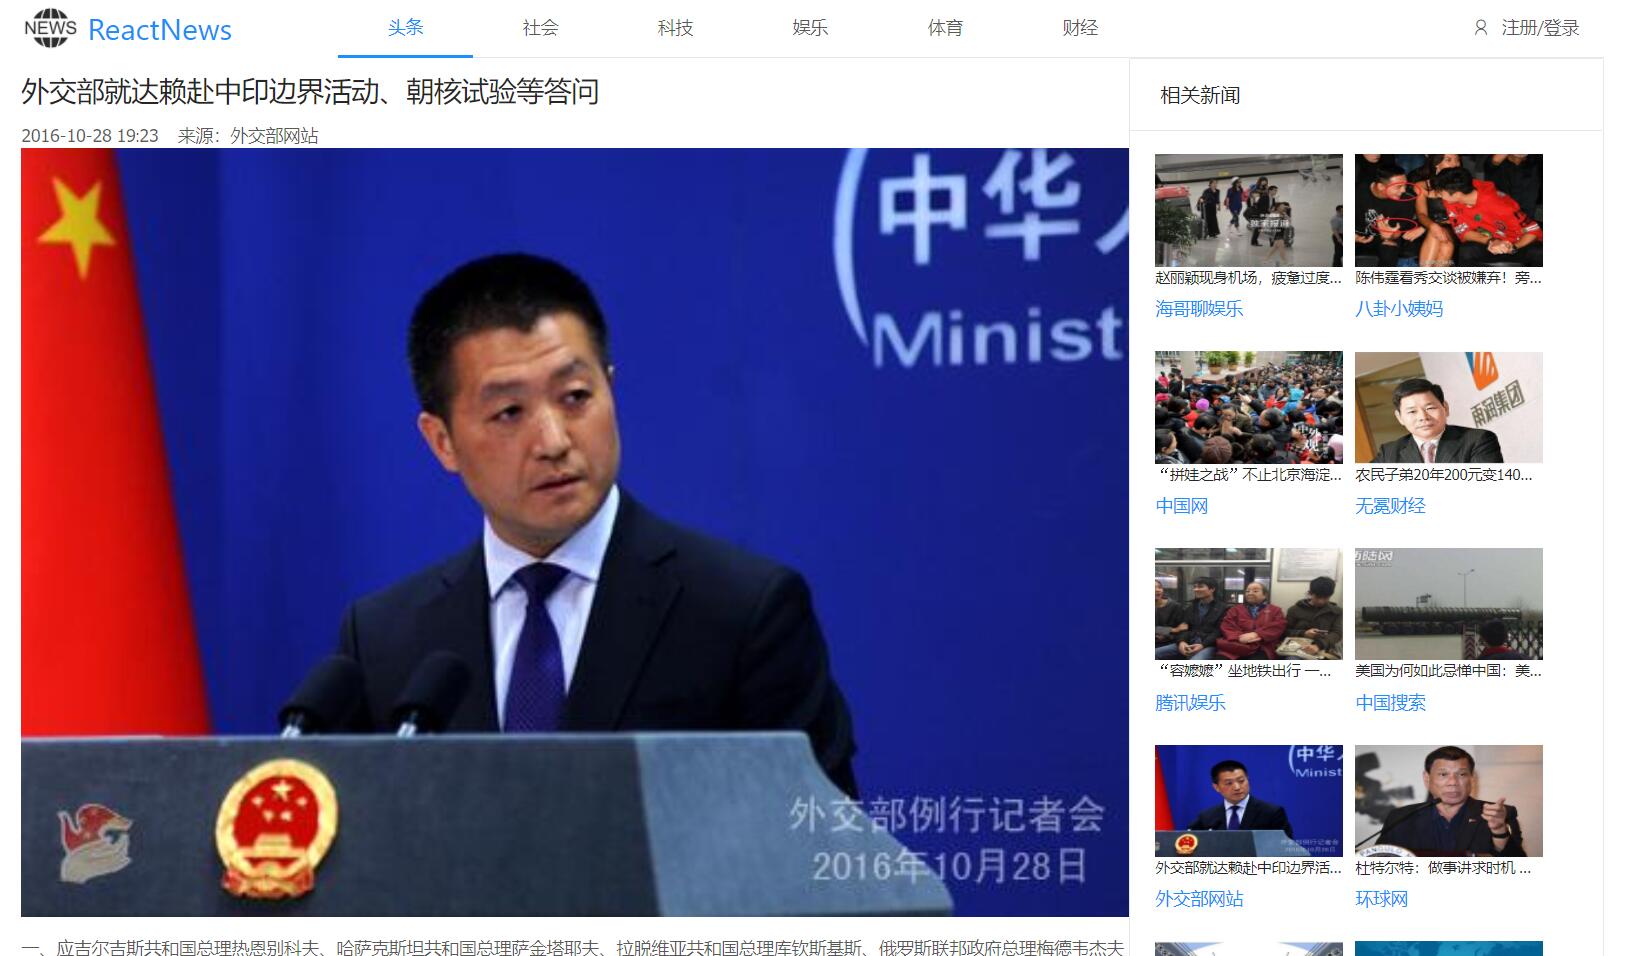 NEWS ReactNews 头条 社会 科技 娱乐 体育 财经 注册/登录
外交部就达赖赴中印边界活动、朝核试验等答问
2016-10-28 19:23 来源：外交部网站
中华人
Minist
外交部例行记者会
2016年10月28日
一、应吉尔吉斯共和国总理热恩别科夫、哈萨克斯坦共和国总理萨金塔耶夫、拉脱维亚共和国总理库钦斯基斯、俄罗斯联邦政府总理梅德韦杰夫
相关新闻
赵丽颖现身机场，疲惫过度...
海哥聊娱乐
陈伟霆看秀交谈被嫌弃！旁...
八卦小姨妈
“拼娃之战”不止北京海淀...
中国网
雨润集团
农民子弟20年200元变140...
无冕财经
“容嬷嬷”坐地铁出行 一...
腾讯娱乐
美国为何如此忌惮中国：美...
中国搜索
中华人
Minist
外交部就达赖赴中印边界活...
外交部网站
杜特尔特：做事讲求时机 ...
环球网